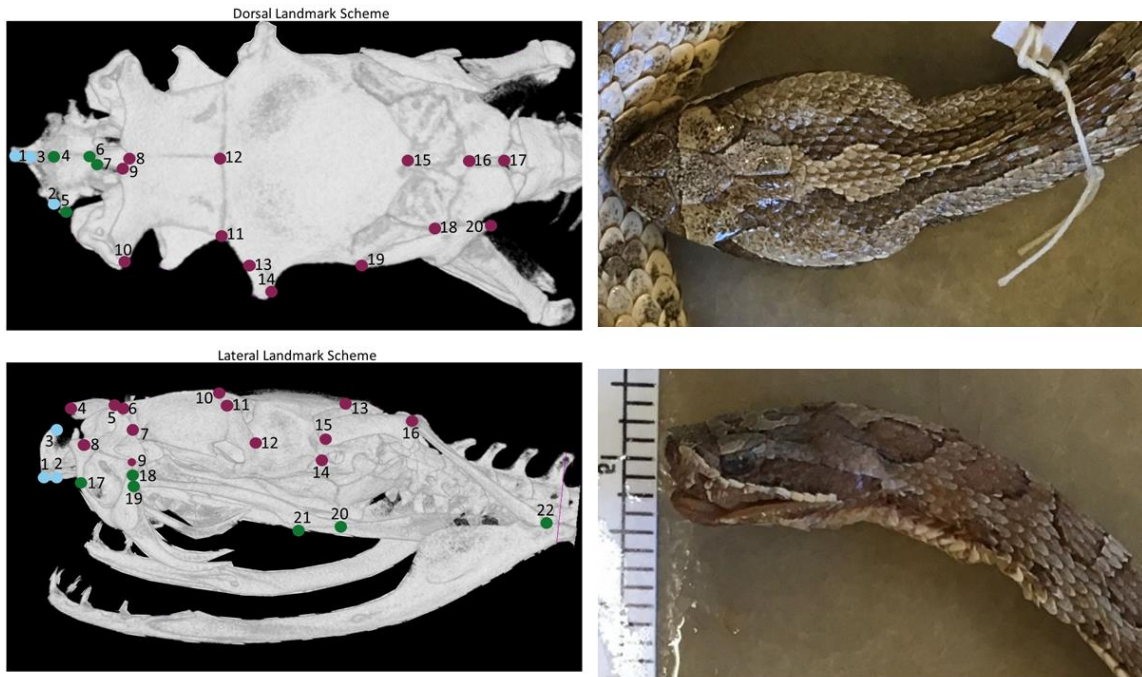 Dorsal Landmark Scheme
1 3 4 6 7 8 9 12 15 16 17
2 5 10 11 13 14 18 19 20
Lateral Landmark Scheme
4 5 6 10 11 13 16
3 8 7 12 15
1 2 9 14
17 18 19 21 20 22